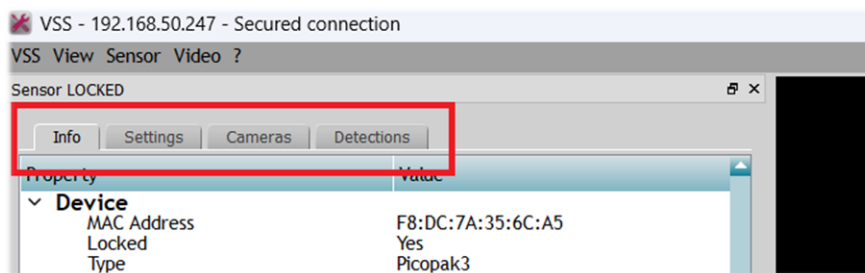 VSS - 192.168.50.247 - Secured connection
VSS View Sensor Video ?
Sensor LOCKED
Info Settings Cameras Detections
Property Value
Device
MAC Address F8:DC:7A:35:6C:A5
Locked Yes
Type Picopak3